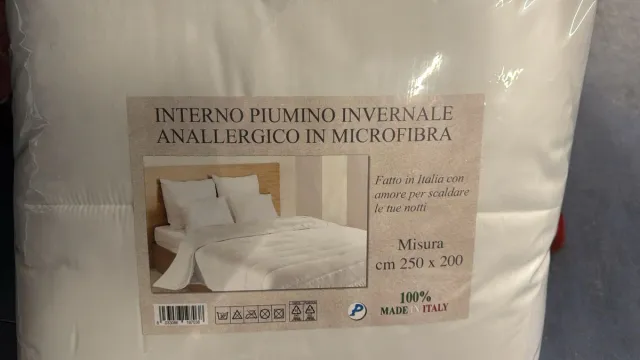 INTERNO PIUMINO INVERNALE
ANALLERGICO IN MICROFIBRA
Fatto in Italia con
amore per scaldare
le tue notti
Misura
cm 250 x 200
100%
MADE IN ITALY
P